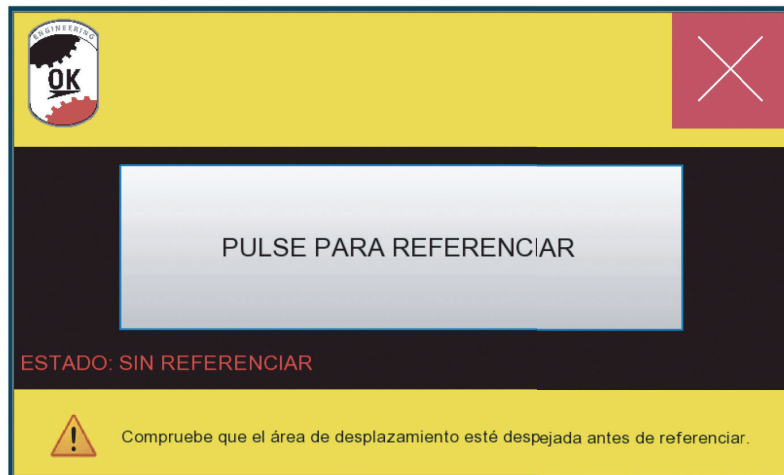 ENGINEERING
OK
PULSE PARA REFERENCIAR
ESTADO: SIN REFERENCIAR
Compruebe que el área de desplazamiento esté despejada antes de referenciar.